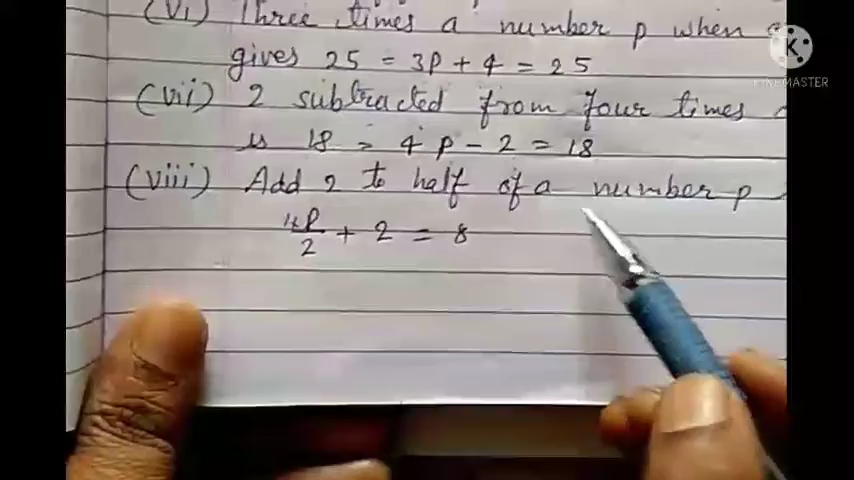 (vi) Three times a number p when
K
gives 25 = 3p + 4 = 25
KINEMASTER
(vii) 2 subtracted from four times
is 18 = 4 p - 2 = 18
(viii) Add 2 to half of a number p
p/2 + 2 = 8